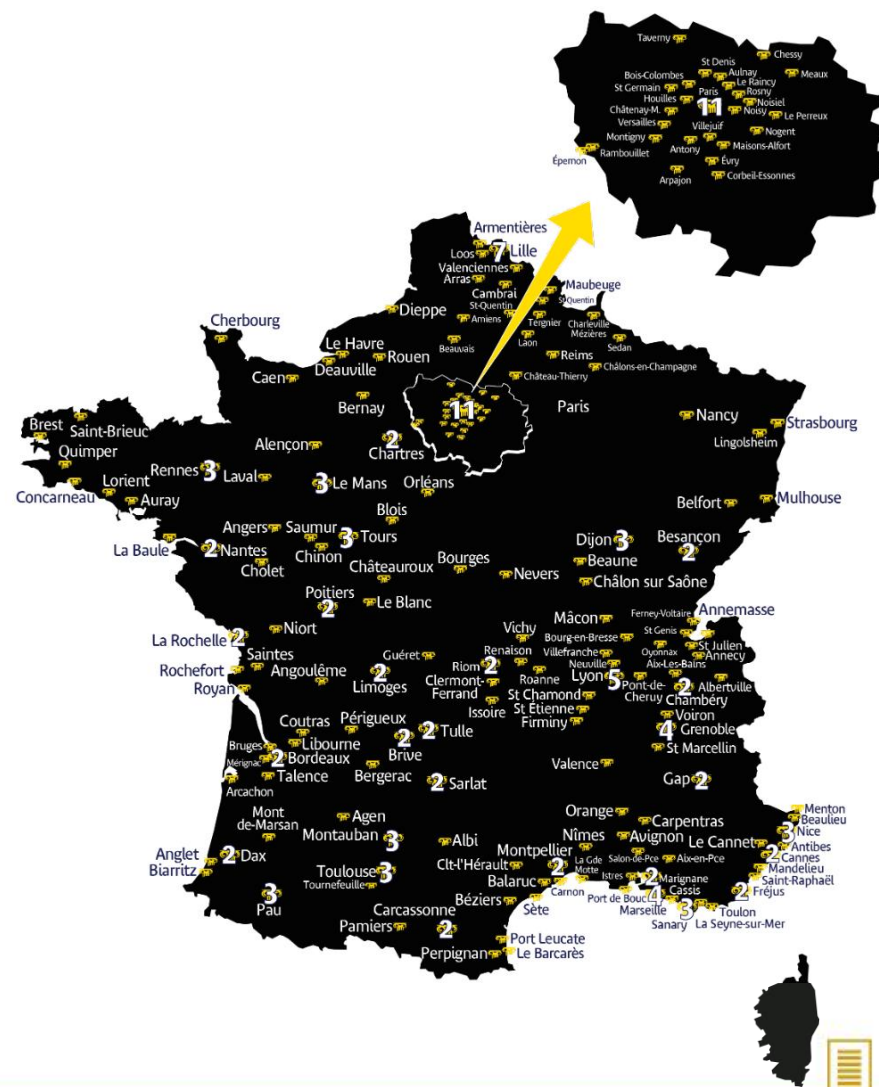 Taverny
Chessy
St Denis
Aulnay
Meaux
Bois-Colombes
Le Raincy
St Germain
Paris
Rosny
Houilles
11
Noisiel
Châtenay-M.
Noisy
Le Perreux
Versailles
Villejuif
Nogent
Montigny
Antony
Maisons-Alfort
Épernon
Rambouillet
Évry
Arpajon
Corbeil-Essonnes
Armentières
7
Lille
Loos
Valenciennes
Arras
Cambrai
Maubeuge
St-Quentin
St-Quentin
Dieppe
Amiens
Tergnier
Charleville
Mézières
Cherbourg
Beauvais
Laon
Sedan
Le Havre
Rouen
Reims
Deauville
Châlons-en-Champagne
Caen
Château-Thierry
Bernay
11
Paris
Nancy
Strasbourg
Brest
Saint-Brieuc
Lingolsheim
Alençon
2
Chartres
Quimper
Rennes
3
Laval
3
Le Mans
Orléans
Concarneau
Lorient
Auray
Belfort
Mulhouse
Blois
Angers
Saumur
3
Tours
Dijon
3
Besançon
2
La Baule
2
Nantes
Chinon
Cholet
Châteauroux
Bourges
Nevers
Beaune
Châlon sur Saône
Poitiers
2
Le Blanc
Mâcon
Ferney-Voltaire
Annemasse
La Rochelle
2
Niort
Vichy
Bourg-en-Bresse
St Genis
St Julien
Saintes
Guéret
Renaison
Villefranche
Oyonnax
Annecy
Rochefort
Angoulême
2
Limoges
Riom
2
Roanne
Neuville
Aix-Les-Bains
Royan
Clermont-
Ferrand
Lyon
5
Pont-de-
Cheruy
2
Chambéry
Albertville
Issoire
St Chamond
St Étienne
Firminy
Voiron
4
Grenoble
St Marcellin
Coutras
Périgueux
2
Tulle
Bruges
Libourne
2
Brive
Mérignac
2
Bordeaux
Talence
Bergerac
Valence
Arcachon
2
Sarlat
Gap
2
Mont
de-Marsan
Agen
Orange
Carpentras
Menton
Beaulieu
Montauban
3
Albi
Nîmes
Avignon
Le Cannet
3
Nice
Antibes
Anglet
Biarritz
2
Dax
Montpellier
2
La Gde
Motte
Salon-de-Pce
Aix-en-Pce
2
Cannes
Mandelieu
Toulouse
3
Clt-l'Hérault
Istres
2
Marignane
Saint-Raphaël
Tournefeuille
Balaruc
Carnon
Port de Bouc
4
Cassis
2
Fréjus
3
Pau
Béziers
Sète
Marseille
3
Toulon
Sanary
La Seyne-sur-Mer
Carcassonne
2
Pamiers
Port Leucate
Perpignan
Le Barcarès